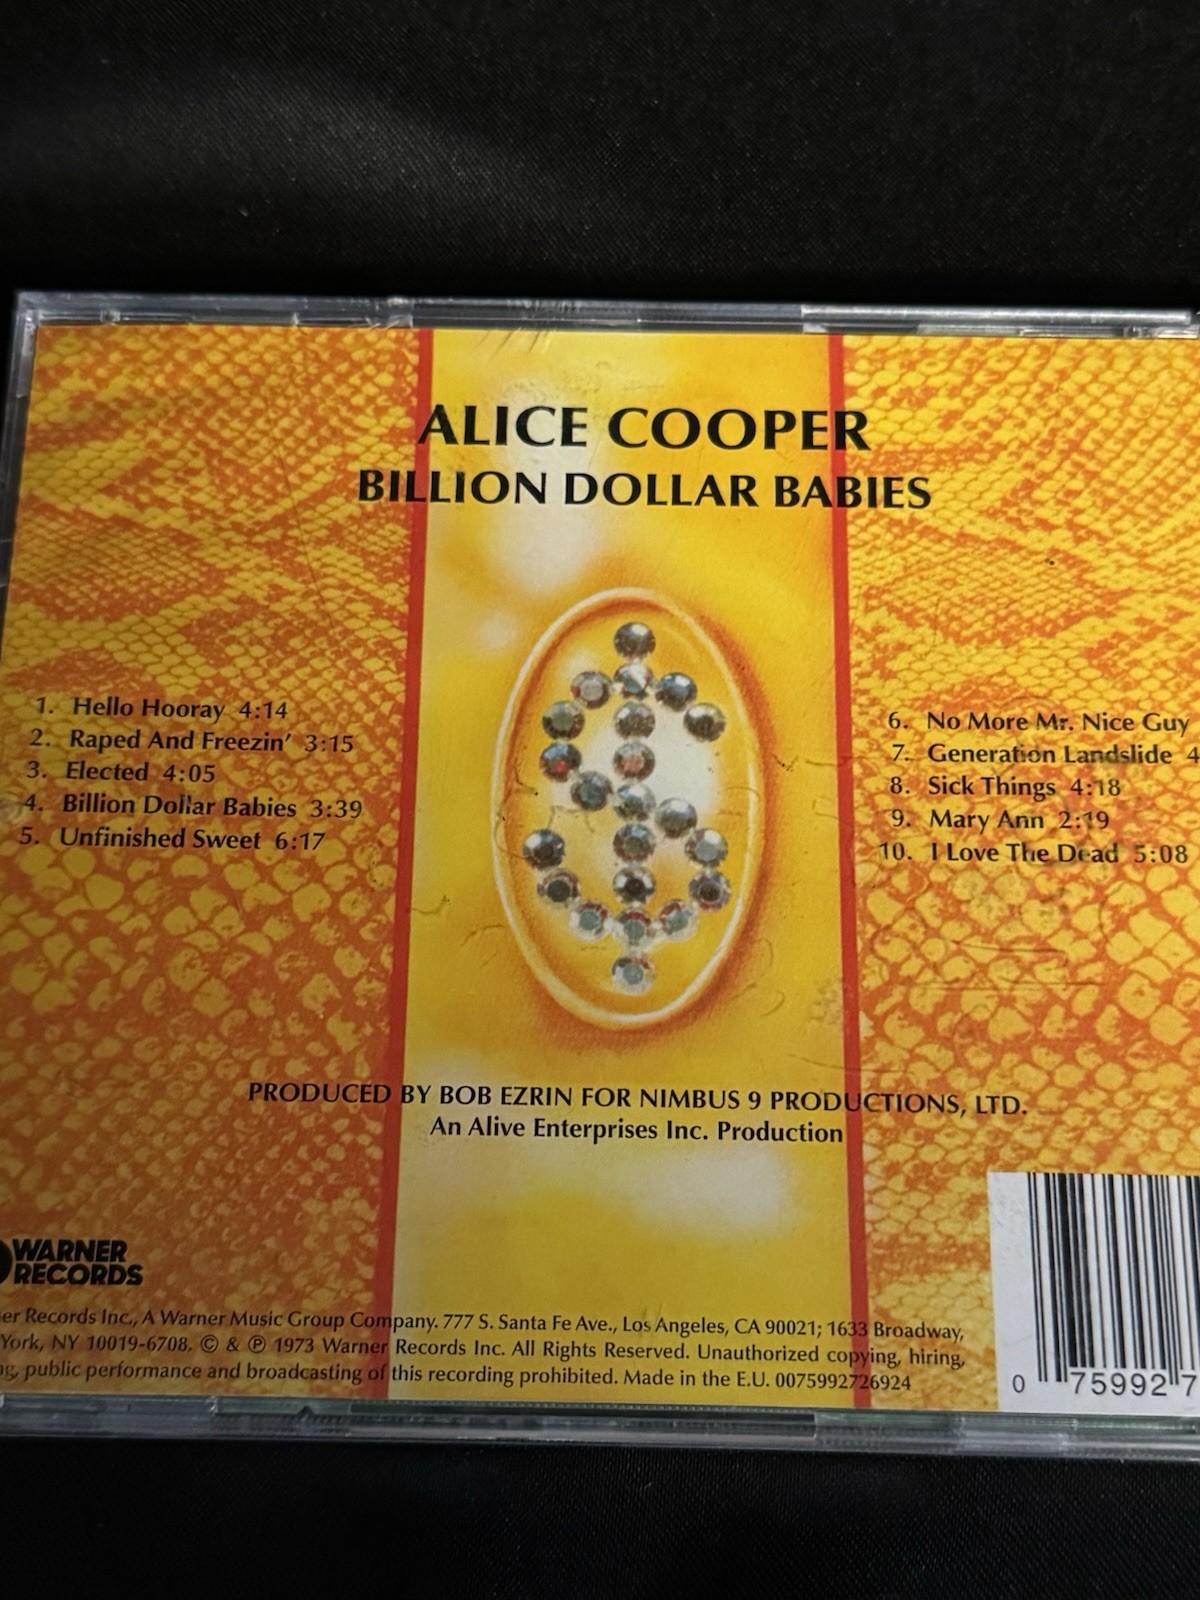 ALICE COOPER
BILLION DOLLAR BABIES
1. Hello Hooray 4:14
2. Raped And Freezin' 3:15
3. Elected 4:05
4. Billion Dollar Babies 3:39
5. Unfinished Sweet 6:17
6. No More Mr. Nice Guy
7. Generation Landslide 4
8. Sick Things 4:18
9. Mary Ann 2:19
10. I Love The Dead 5:08
PRODUCED BY BOB EZRIN FOR NIMBUS 9 PRODUCTIONS, LTD.
An Alive Enterprises Inc. Production
WARNER
RECORDS
er Records Inc., A Warner Music Group Company. 777 S. Santa Fe Ave., Los Angeles, CA 90021; 1633 Broadway,
York, NY 10019-6708. © & ℗ 1973 Warner Records Inc. All Rights Reserved. Unauthorized copying, hiring,
g, public performance and broadcasting of this recording prohibited. Made in the E.U. 0075992726924
0 75992 7